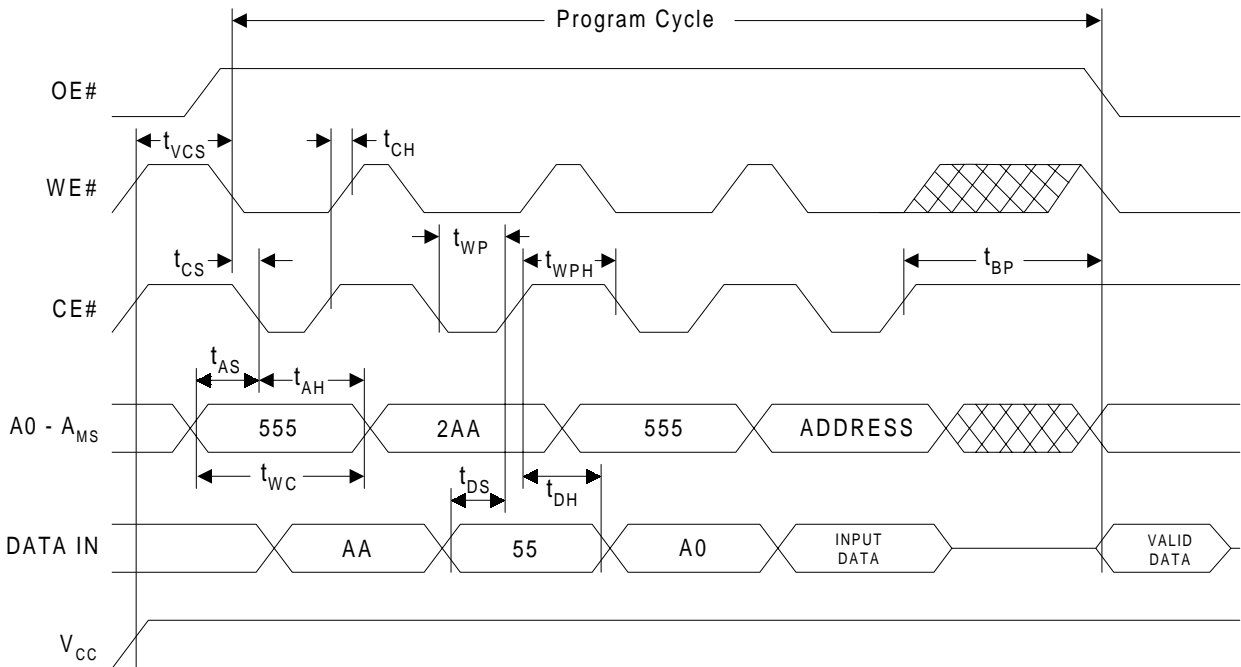 Program Cycle
OE#
tVCS
tCH
WE#
tWP
tCS
tWPH
tBP
CE#
tAS
tAH
A0 - AMS
555
2AA
555
ADDRESS
tWC
tDS
tDH
DATA IN
AA
55
A0
INPUT
DATA
VALID
DATA
VCC